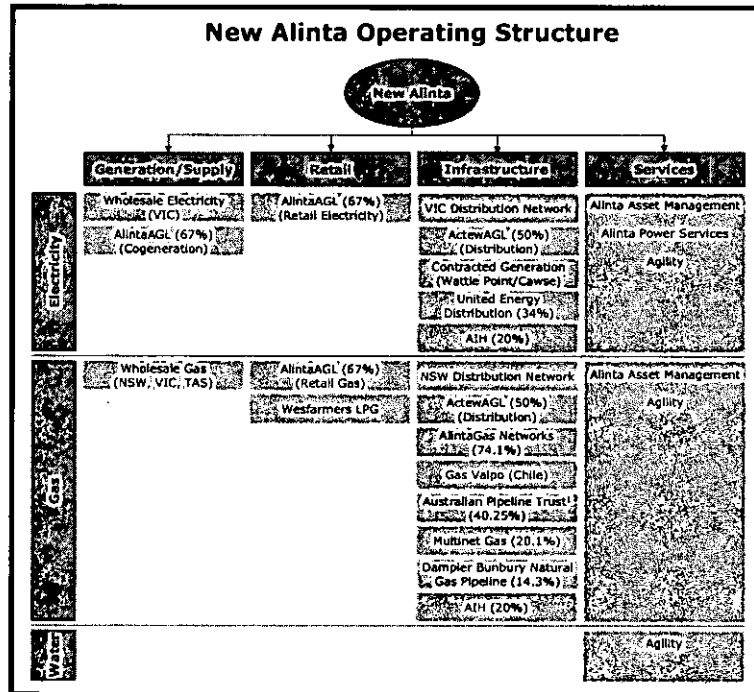 New Alinta Operating Structure
New Alinta
Generation/Supply
Retail
Infrastructure
Services
Electricity
Wholesale Electricity
(VIC)
AlintaAGL (67%)
(Cogeneration)
AlintaAGL (67%)
(Retail Electricity)
VIC Distribution Network
ActewAGL (50%)
(Distribution)
Contracted Generation
(Wattle Point/Cawse)
United Energy
Distribution (34%)
AIH (20%)
Alinta Asset Management
Alinta Power Services
Agility
Gas
Wholesale Gas
(NSW, VIC, TAS)
AlintaAGL (67%)
(Retail Gas)
Wesfarmers LPG
NSW Distribution Network
ActewAGL (50%)
(Distribution)
AlintaGas Networks
(74.1%)
Gas Valpo (Chile)
Australian Pipeline Trust¹
(40.25%)
Multinet Gas (20.1%)
Dampier Bunbury Natural
Gas Pipeline (14.3%)
AIH (20%)
Alinta Asset Management
Agility
Water
Agility